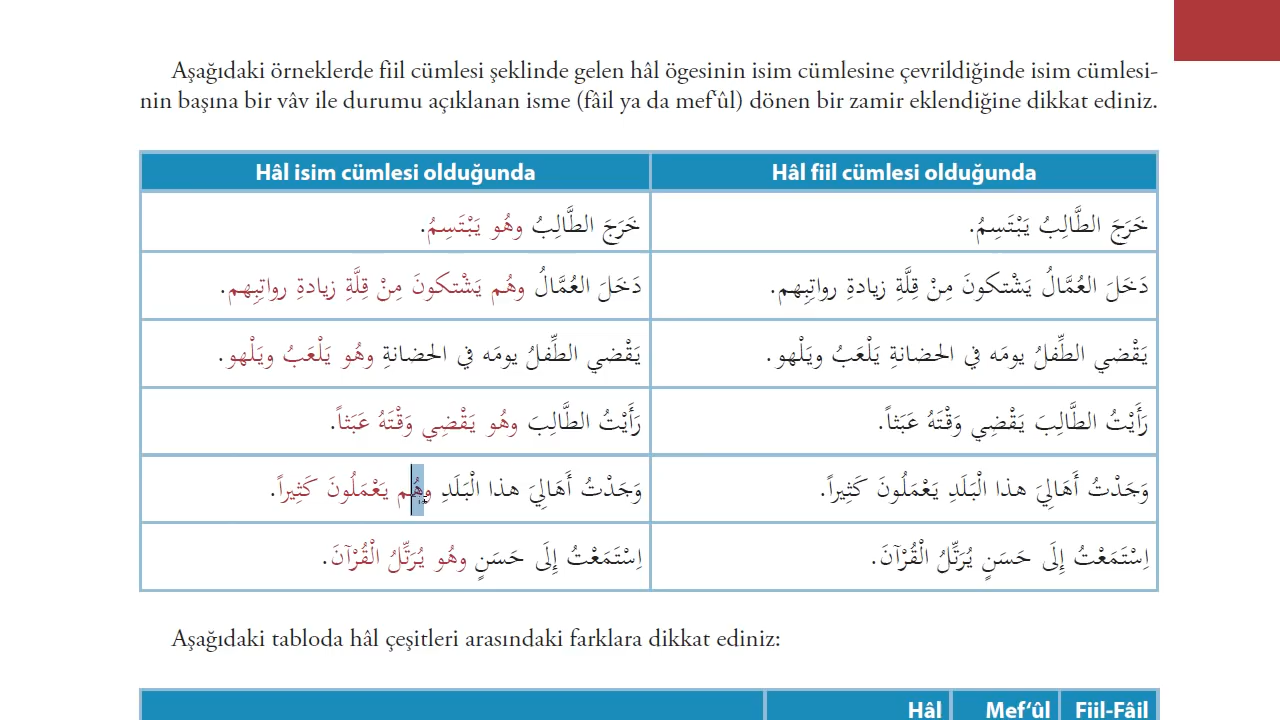 Aşağıdaki örneklerde fiil cümlesi şeklinde gelen hâl ögesinin isim cümlesine çevrildiğinde isim cümlesi-
nin başına bir vâv ile durumu açıklanan isme (fâil ya da mef‘ûl) dönen bir zamir eklendiğine dikkat ediniz.
Hâl isim cümlesi olduğunda
Hâl fiil cümlesi olduğunda
خَرَجَ الطَّالِبُ وهُو يَبْتَسِمُ.
خَرَجَ الطَّالِبُ يَبْتَسِمُ.
دَخَلَ العُمَّالُ وهُم يَشْتكونَ مِنْ قِلَّةِ زيادةِ رواتِبِهم.
دَخَلَ العُمَّالُ يَشْتكونَ مِنْ قِلَّةِ زيادةِ رواتِبِهم.
يَقْضي الطِّفلُ يومَه في الحضانةِ وهُو يَلْعَبُ ويَلْهو.
يَقْضي الطِّفلُ يومَه في الحضانةِ يَلْعَبُ ويَلْهو.
رَأَيْتُ الطَّالِبَ وهُو يَقْضِي وَقْتَهُ عَبَثاً.
رَأَيْتُ الطَّالِبَ يَقْضِي وَقْتَهُ عَبَثاً.
وَجَدْتُ أَهَالِيَ هذا الْبَلَدِ وهُم يَعْمَلُونَ كَثِيراً.
وَجَدْتُ أَهَالِيَ هذا الْبَلَدِ يَعْمَلُونَ كَثِيراً.
اِسْتَمَعْتُ إِلَى حَسَنٍ وهُو يُرَتِّلُ الْقُرْآنَ.
اِسْتَمَعْتُ إِلَى حَسَنٍ يُرَتِّلُ الْقُرْآنَ.
Aşağıdaki tabloda hâl çeşitleri arasındaki farklara dikkat ediniz:
Hâl
Mef‘ûl
Fiil-Fâil